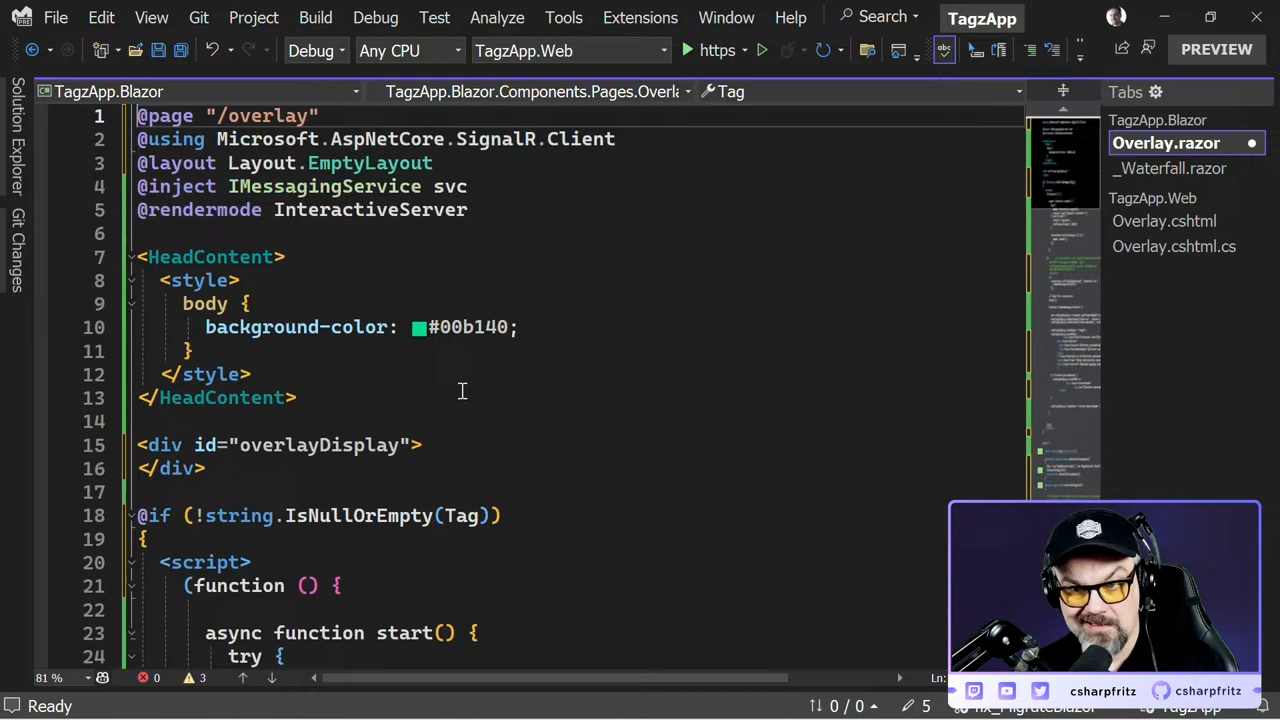 File Edit View Git Project Build Debug Test Analyze Tools Extensions Window Help Search TagzApp
Debug Any CPU TagzApp.Web https PREVIEW
Solution Explorer
Git Changes
TagzApp.Blazor TagzApp.Blazor.Components.Pages.Overla Tag
1 @page "/overlay"
2 @using Microsoft.AspNetCore.SignalR.Client
3 @layout Layout.EmptyLayout
4 @inject IMessagingService svc
5 @rendermode InteractiveServer
6
7 <HeadContent>
8 <style>
9 body {
10 background-color: #00b140;
11 }
12 </style>
13 </HeadContent>
14
15 <div id="overlayDisplay">
16 </div>
17
18 @if (!string.IsNullOrEmpty(Tag))
19 {
20 <script>
21 (function () {
22
23 async function start() {
24 try {
Tabs
TagzApp.Blazor
Overlay.razor
_Waterfall.razor
TagzApp.Web
Overlay.cshtml
Overlay.cshtml.cs
81 % 0 3 Ln:
csharpfritz csharpfritz
Ready 0 / 0 5